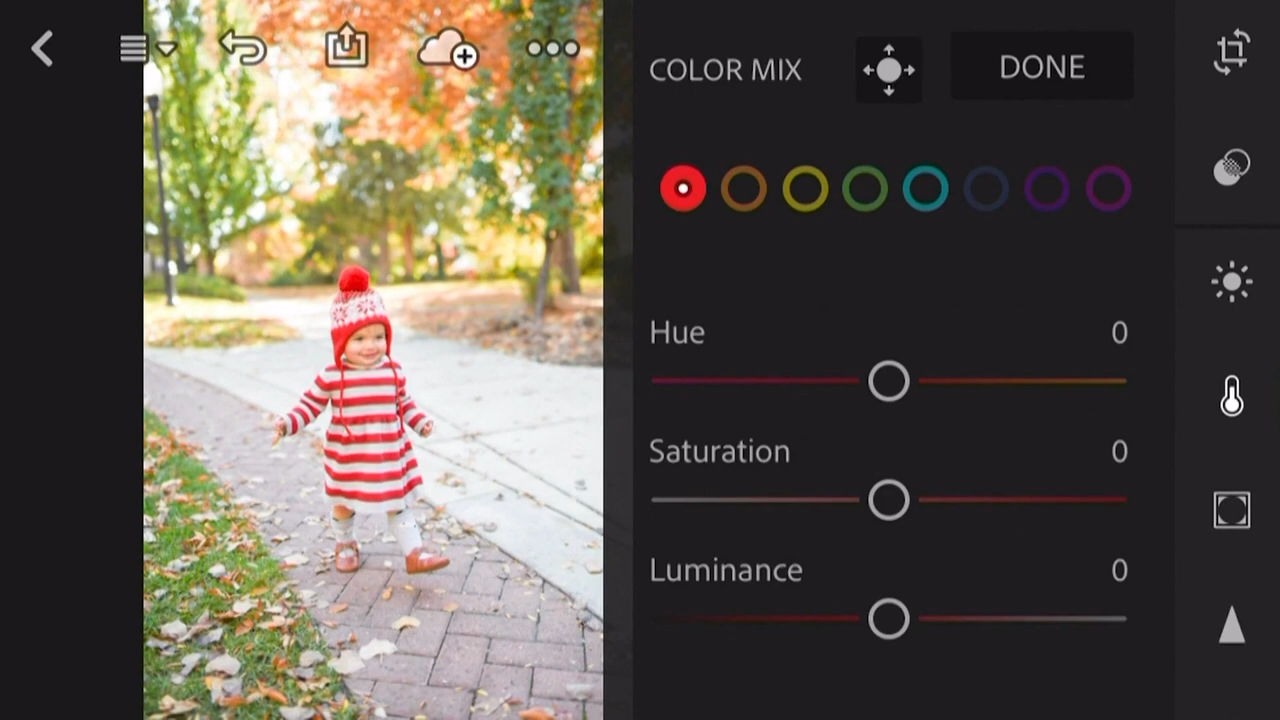 COLOR MIX
DONE
Hue 0
Saturation 0
Luminance 0